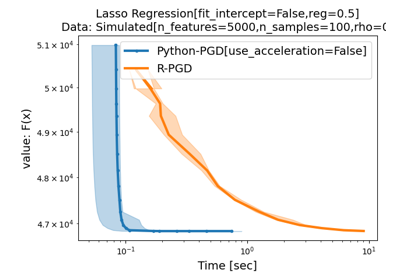 Lasso Regression[fit_intercept=False,reg=0.5]
Data: Simulated[n_features=5000,n_samples=100,rho=0
Python-PGD[use_acceleration=False]
R-PGD
value: F(x)
5.1 × 10⁴
5 × 10⁴
4.9 × 10⁴
4.8 × 10⁴
4.7 × 10⁴
10⁻¹
10⁰
10¹
Time [sec]